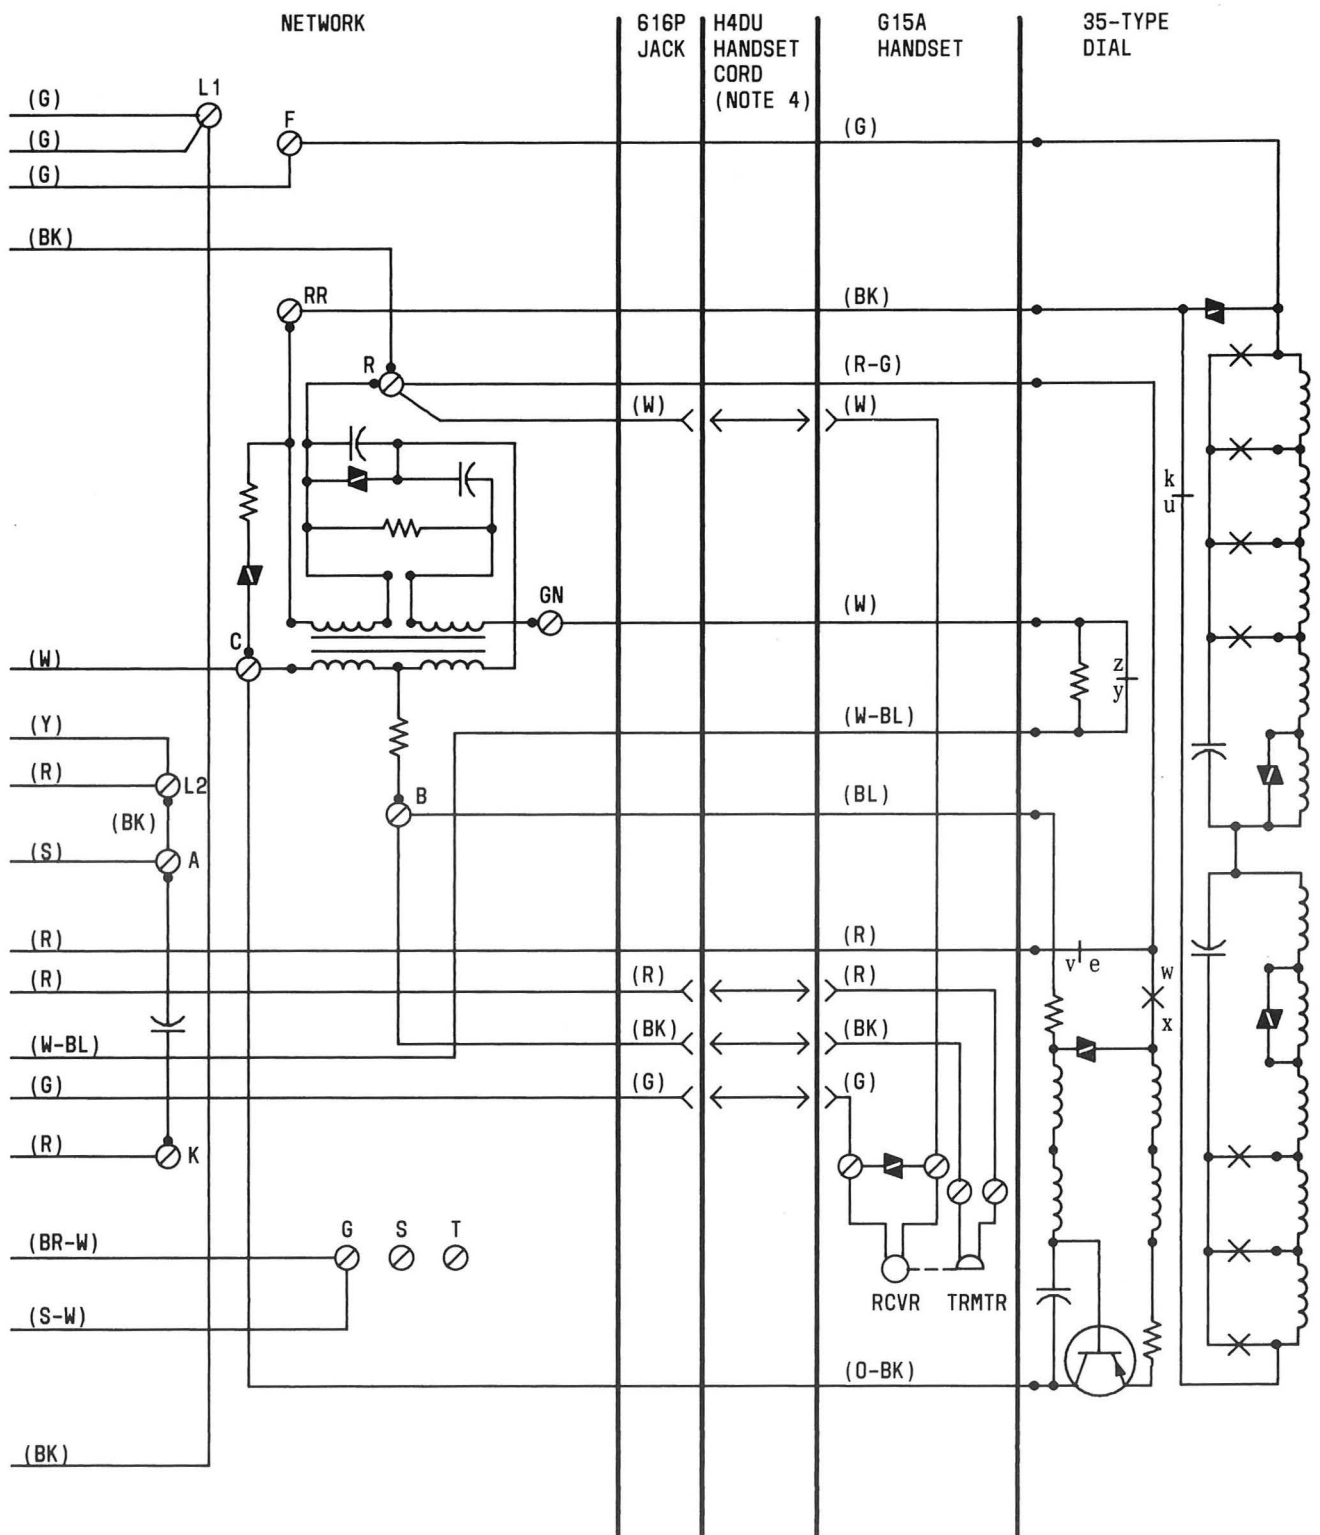 NETWORK
616P
JACK
H4DU
HANDSET
CORD
(NOTE 4)
G15A
HANDSET
35-TYPE
DIAL
(G)
L1
(G)
F
(G)
(G)
(BK)
RR
(BK)
R
(R-G)
(W)
(W)
k
u
GN
(W)
C
(W)
z
y
(Y)
(W-BL)
(R)
L2
B
(BL)
(BK)
(S)
A
(R)
(R)
v
e
w
(R)
(R)
(R)
x
(BK)
(BK)
(W-BL)
(G)
(G)
(G)
(R)
K
(BR-W)
G
S
T
RCVR
TRMTR
(S-W)
(O-BK)
(BK)